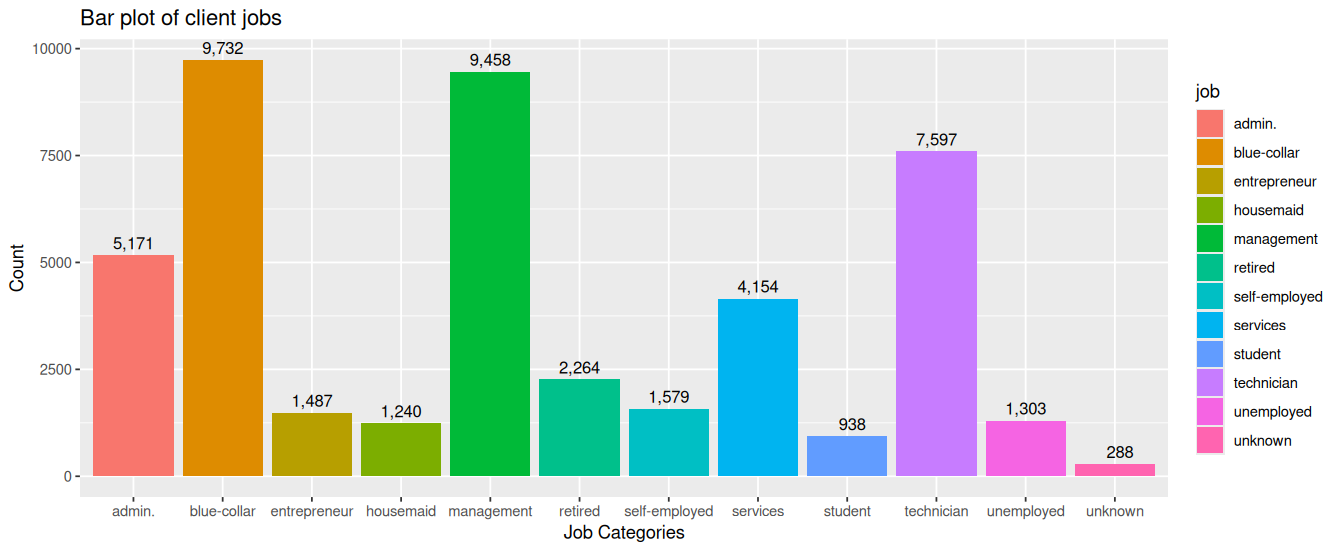 Bar plot of client jobs
10000
7500
5000
2500
0
Count
5,171
9,732
1,487
1,240
9,458
2,264
1,579
4,154
938
7,597
1,303
288
admin.
blue-collar
entrepreneur
housemaid
management
retired
self-employed
services
student
technician
unemployed
unknown
Job Categories
job
admin.
blue-collar
entrepreneur
housemaid
management
retired
self-employed
services
student
technician
unemployed
unknown